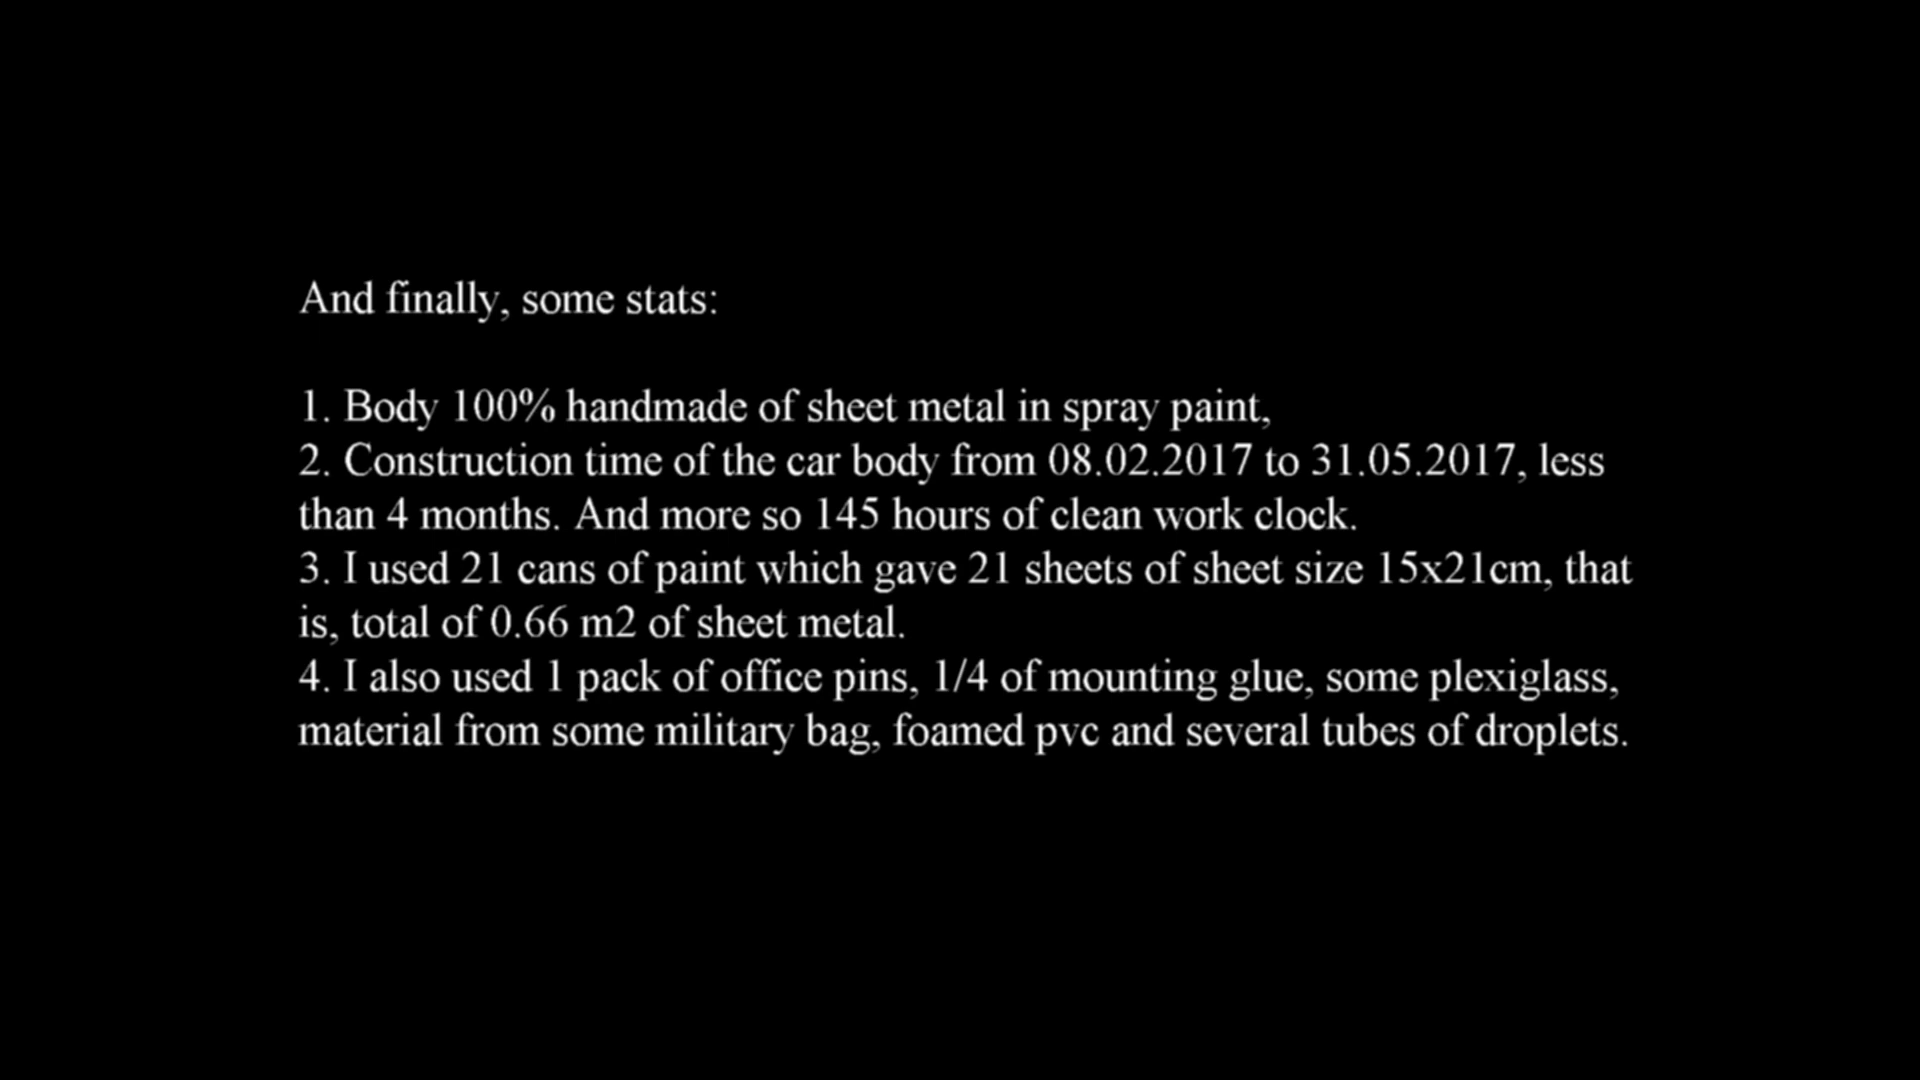 And finally, some stats:
1. Body 100% handmade of sheet metal in spray paint,
2. Construction time of the car body from 08.02.2017 to 31.05.2017, less
than 4 months. And more so 145 hours of clean work clock.
3. I used 21 cans of paint which gave 21 sheets of sheet size 15x21cm, that
is, total of 0.66 m2 of sheet metal.
4. I also used 1 pack of office pins, 1/4 of mounting glue, some plexiglass,
material from some military bag, foamed pvc and several tubes of droplets.